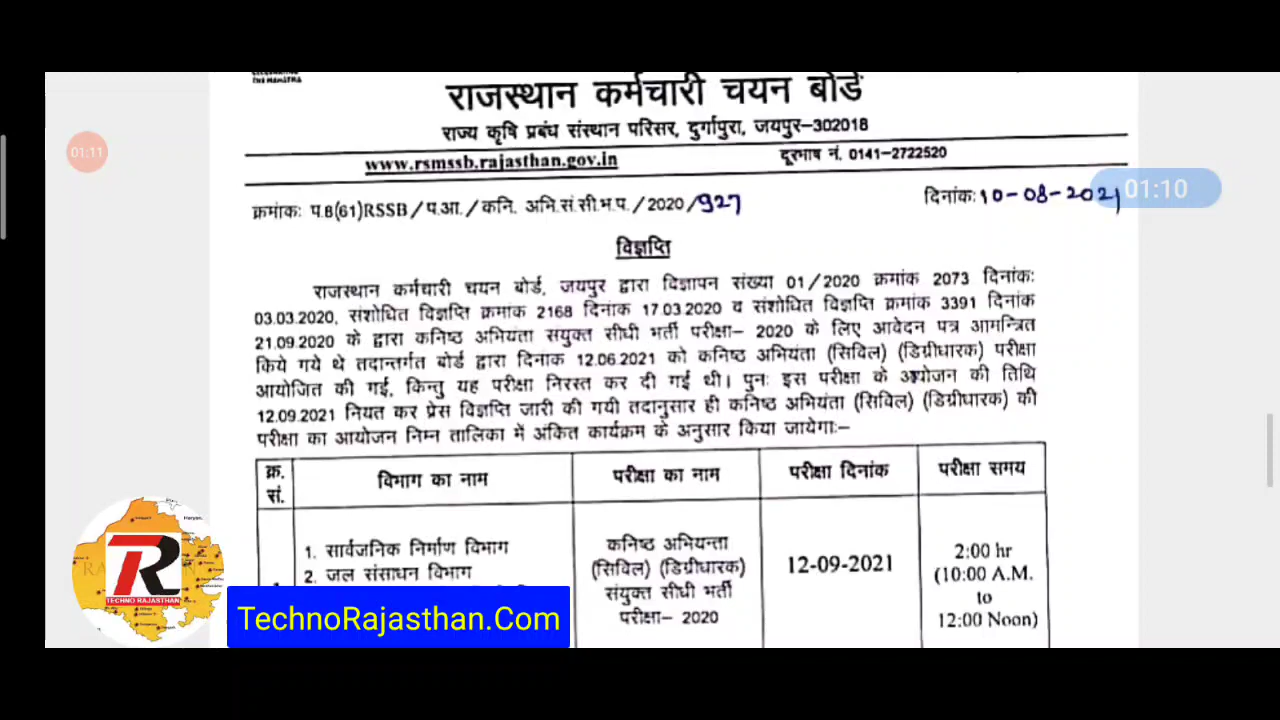 राजस्थान कर्मचारी चयन बोर्ड
राज्य कृषि प्रबंध संस्थान परिसर, दुर्गापुरा, जयपुर–302018
www.rsmssb.rajasthan.gov.in दूरभाष नं. 0141-2722520
01:11
01:10
क्रमांकः प.8(61)RSSB/प.आ./कनि. अभि.सं.सी.भ.प./2020/927 दिनांकः 10-08-2021
विज्ञप्ति
राजस्थान कर्मचारी चयन बोर्ड, जयपुर द्वारा विज्ञापन संख्या 01/2020 क्रमांक 2073 दिनांकः
03.03.2020, संशोधित विज्ञप्ति क्रमांक 2168 दिनांक 17.03.2020 व संशोधित विज्ञप्ति क्रमांक 3391 दिनांक
21.09.2020 के द्वारा कनिष्ठ अभियंता सयुक्त सीधी भर्ती परीक्षा– 2020 के लिए आवेदन पत्र आमन्त्रित
किये गये थे तदान्तर्गत बोर्ड द्वारा दिनांक 12.06.2021 को कनिष्ठ अभियंता (सिविल) (डिग्रीधारक) परीक्षा
आयोजित की गई, किन्तु यह परीक्षा निरस्त कर दी गई थी। पुनः इस परीक्षा के आयोजन की तिथि
12.09.2021 नियत कर प्रेस विज्ञप्ति जारी की गयी तदानुसार ही कनिष्ठ अभियंता (सिविल) (डिग्रीधारक) की
परीक्षा का आयोजन निम्न तालिका में अंकित कार्यक्रम के अनुसार किया जायेगाः–
क्र. सं. विभाग का नाम परीक्षा का नाम परीक्षा दिनांक परीक्षा समय
1. सार्वजनिक निर्माण विभाग
2. जल संसाधन विभाग
कनिष्ठ अभियन्ता
(सिविल) (डिग्रीधारक)
संयुक्त सीधी भर्ती
परीक्षा– 2020
12-09-2021
2:00 hr
(10:00 A.M.
to
12:00 Noon)
TR
TECHNO RAJASTHAN
TechnoRajasthan.Com